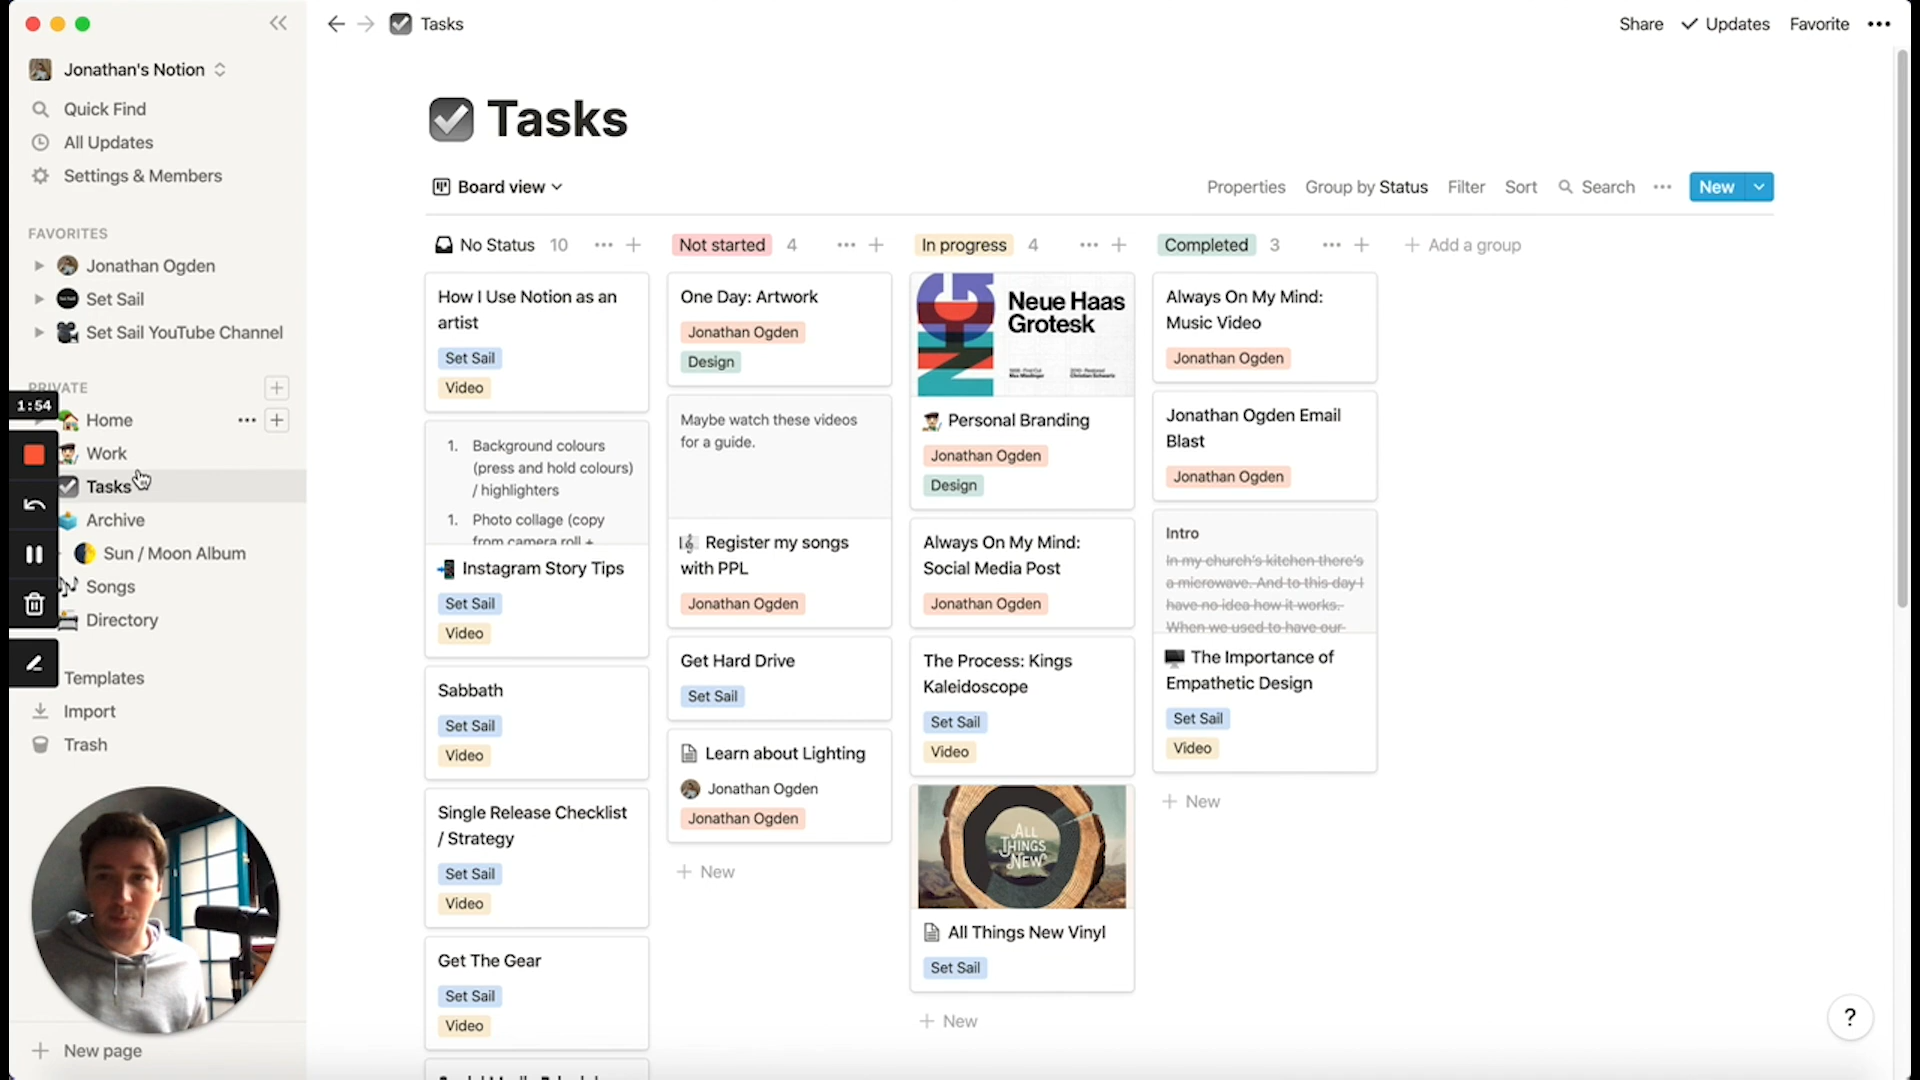 Tasks
Share
Updates
Favorite
Jonathan's Notion
Quick Find
All Updates
Settings & Members
FAVORITES
Jonathan Ogden
Set Sail
Set Sail YouTube Channel
PRIVATE
1:54
Home
Work
Tasks
Archive
Sun / Moon Album
Songs
Directory
Templates
Import
Trash
New page
Tasks
Board view
Properties
Group by Status
Filter
Sort
Search
New
No Status 10
How I Use Notion as an
artist
Set Sail
Video
1. Background colours
(press and hold colours)
/ highlighters
1. Photo collage (copy
from camera roll +
Instagram Story Tips
Set Sail
Video
Sabbath
Set Sail
Video
Single Release Checklist
/ Strategy
Set Sail
Video
Get The Gear
Set Sail
Video
Not started 4
One Day: Artwork
Jonathan Ogden
Design
Maybe watch these videos
for a guide.
Register my songs
with PPL
Jonathan Ogden
Get Hard Drive
Set Sail
Learn about Lighting
Jonathan Ogden
Jonathan Ogden
New
In progress 4
NG
Neue Haas
Grotesk
Personal Branding
Jonathan Ogden
Design
Always On My Mind:
Social Media Post
Jonathan Ogden
The Process: Kings
Kaleidoscope
Set Sail
Video
ALL
THINGS
NEW
All Things New Vinyl
Set Sail
New
Completed 3
Always On My Mind:
Music Video
Jonathan Ogden
Jonathan Ogden Email
Blast
Jonathan Ogden
Intro
In my church's kitchen there's
a microwave. And to this day I
have no idea how it works.
When we used to have our
The Importance of
Empathetic Design
Set Sail
Video
New
Add a group
?